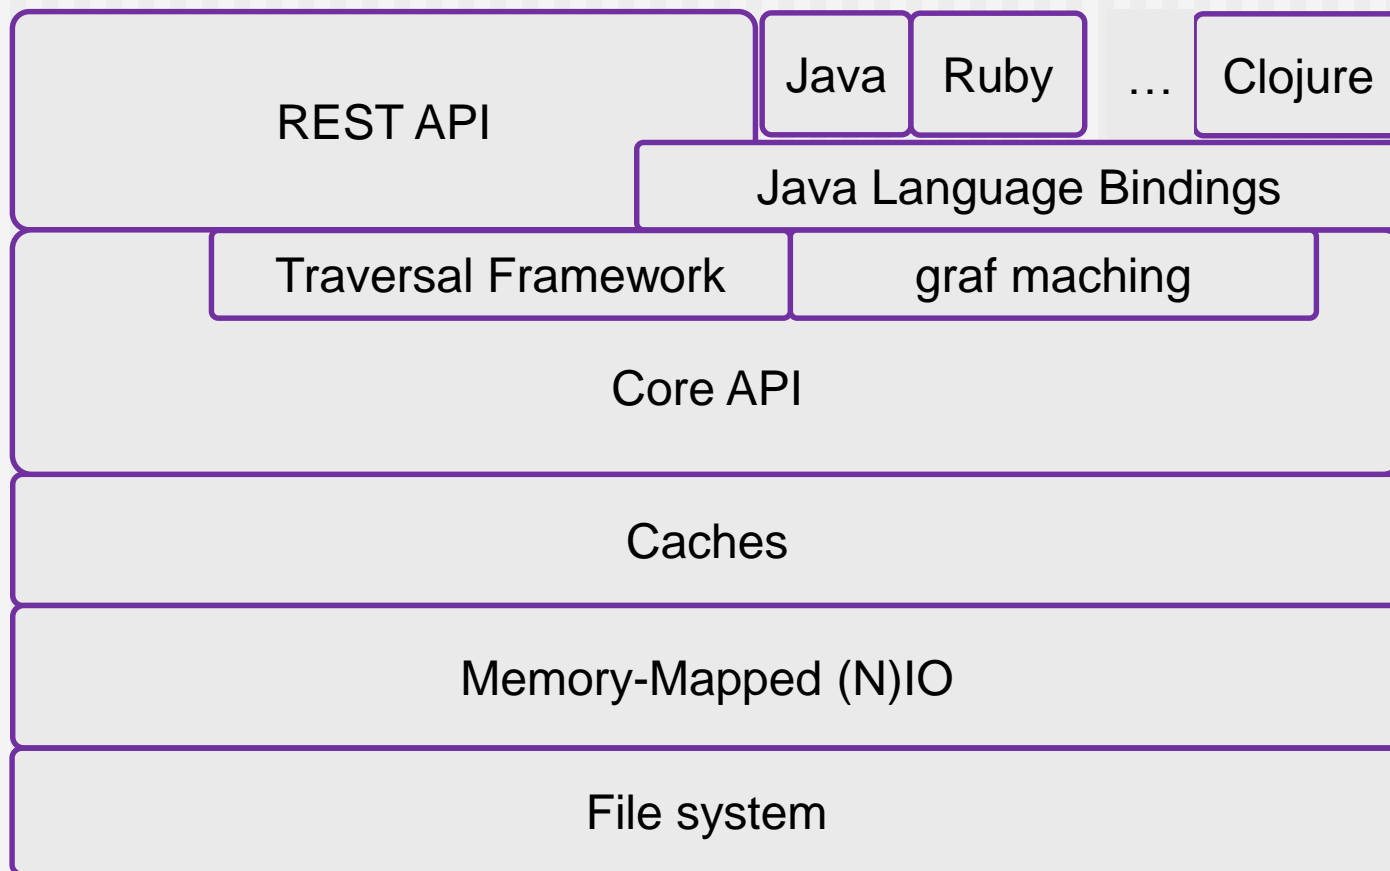 REST API
Java
Ruby
…
Clojure
Java Language Bindings
Traversal Framework
graf maching
Core API
Caches
Memory-Mapped (N)IO
File system